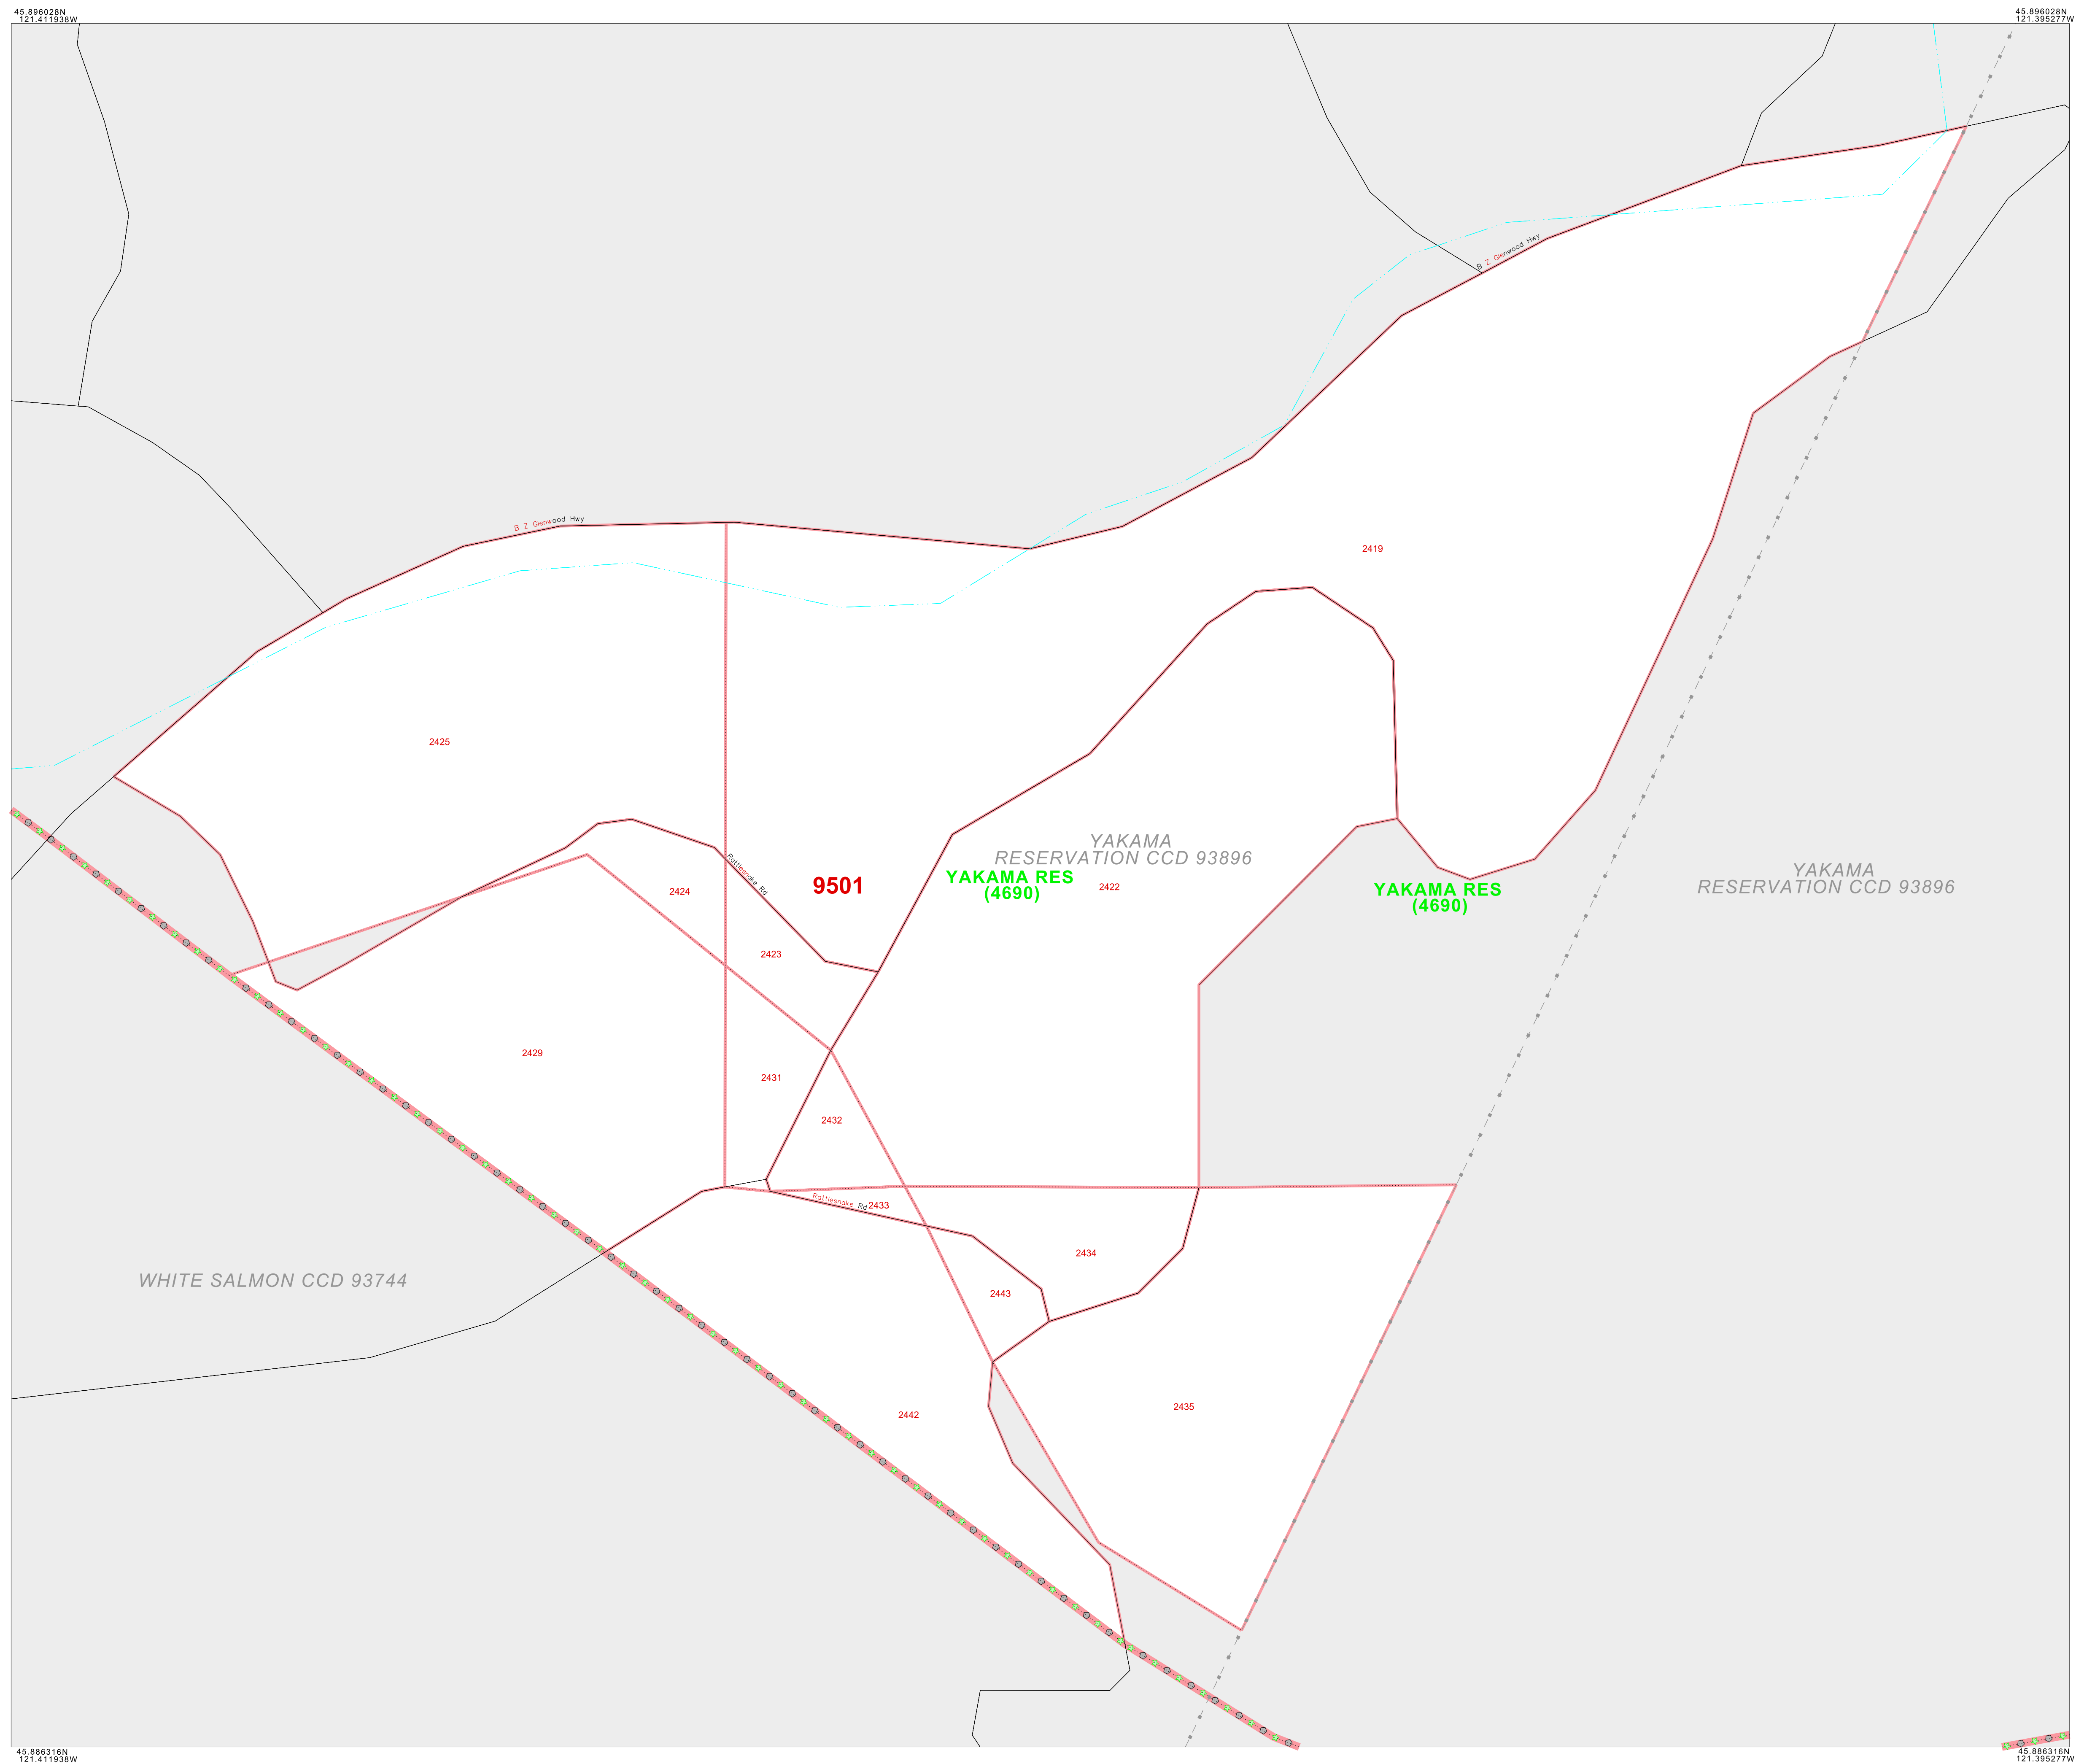 45.896028N
121.411938W
45.896028N
121.395277W
B Z Glenwood Hwy
B Z Glenwood Hwy
2419
2425
Rattlesnake Rd
YAKAMA
RESERVATION CCD 93896
YAKAMA RES
(4690)
2422
9501
2424
YAKAMA RES
(4690)
YAKAMA
RESERVATION CCD 93896
2423
2429
2431
2432
Rattlesnake Rd
2433
2434
WHITE SALMON CCD 93744
2443
2435
2442
45.886316N
121.411938W
45.886316N
121.395277W